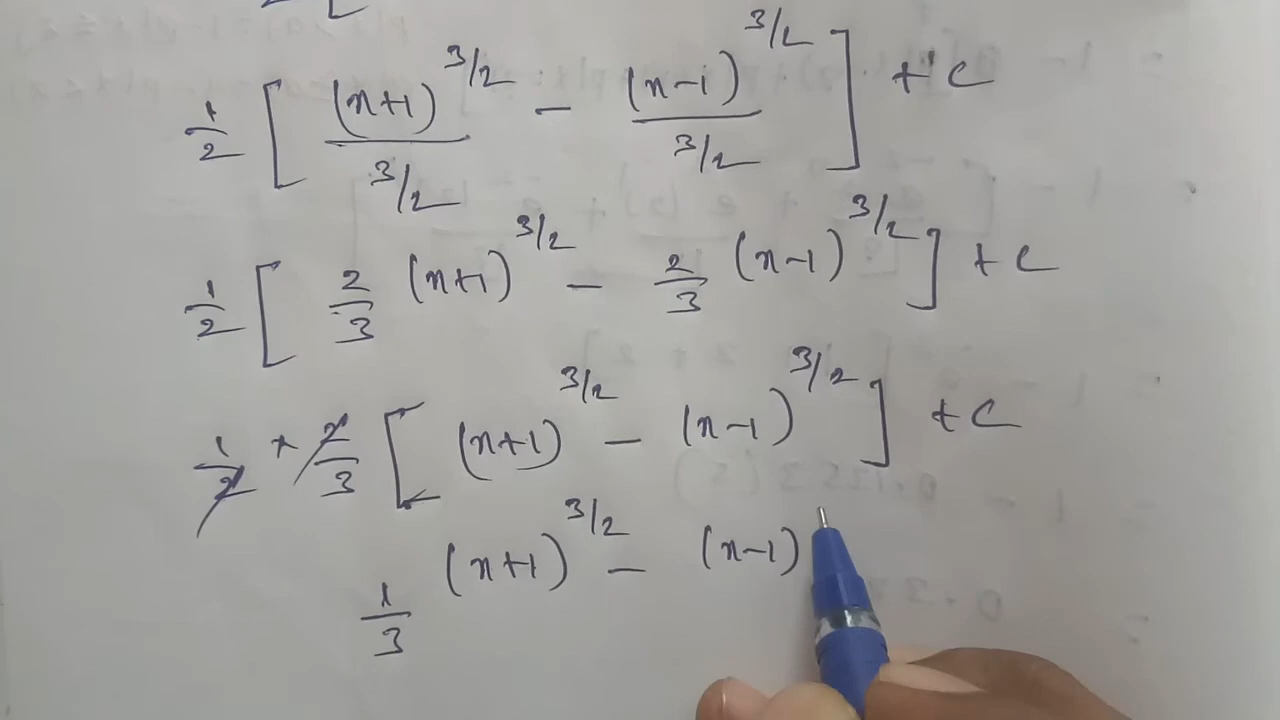 1/2 [ (x+1)^3/2 / 3/2 - (x-1)^3/2 / 3/2 ] + c
1/2 [ 2/3 (x+1)^3/2 - 2/3 (x-1)^3/2 ] + c
1/2 * 2/3 [ (x+1)^3/2 - (x-1)^3/2 ] + c
1/3 (x+1)^3/2 - (x-1)